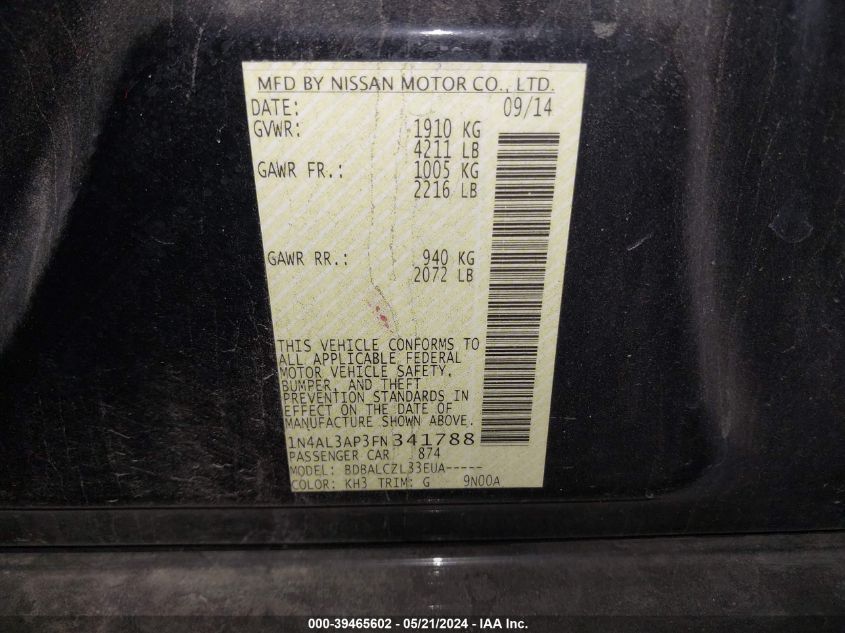 MFD BY NISSAN MOTOR CO., LTD.
DATE: 09/14
GVWR: 1910 KG
4211 LB
GAWR FR.: 1005 KG
2216 LB
GAWR RR.: 940 KG
2072 LB
THIS VEHICLE CONFORMS TO
ALL APPLICABLE FEDERAL
MOTOR VEHICLE SAFETY,
BUMPER, AND THEFT
PREVENTION STANDARDS IN
EFFECT ON THE DATE OF
MANUFACTURE SHOWN ABOVE.
1N4AL3AP3FN341788
PASSENGER CAR 874
MODEL: BDBALCZL33EUA-----
COLOR: KH3 TRIM: G 9N00A
000-39465602 - 05/21/2024 - IAA Inc.